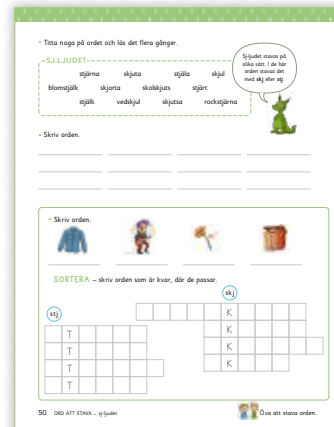 • Titta noga på ordet och läs det flera gånger.
SJ-LJUDET
stjärna skjuta stjäla skjul
blomstjälk skjorta skolskjuts stjärt
stjälk vedskjul skjutsa rockstjärna
Sj-ljudet stavas på
olika sätt. I de här
orden stavas det
med skj eller stj.
• Skriv orden.
• Skriv orden.
SORTERA – skriv orden som är kvar, där de passar.
skj
stj
K
T K
T K
T K
T
50 ORD ATT STAVA – sj-ljudet
Öva att stava orden.